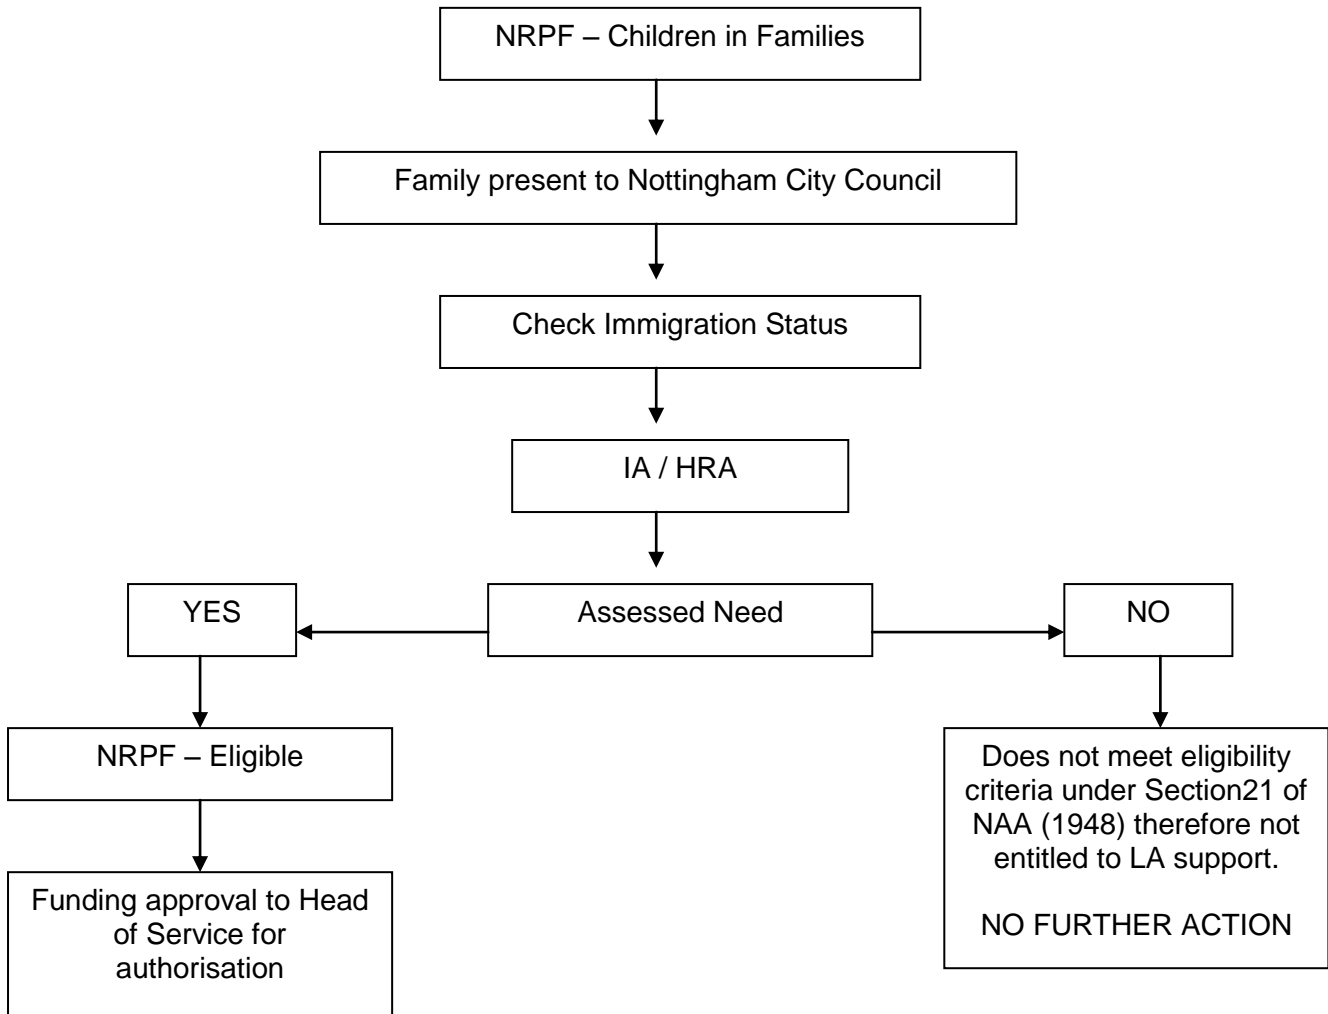 NRPF – Children in Families
Family present to Nottingham City Council
Check Immigration Status
IA / HRA
YES
Assessed Need
NO
NRPF – Eligible
Does not meet eligibility
criteria under Section21 of
NAA (1948) therefore not
entitled to LA support.
NO FURTHER ACTION
Funding approval to Head
of Service for
authorisation